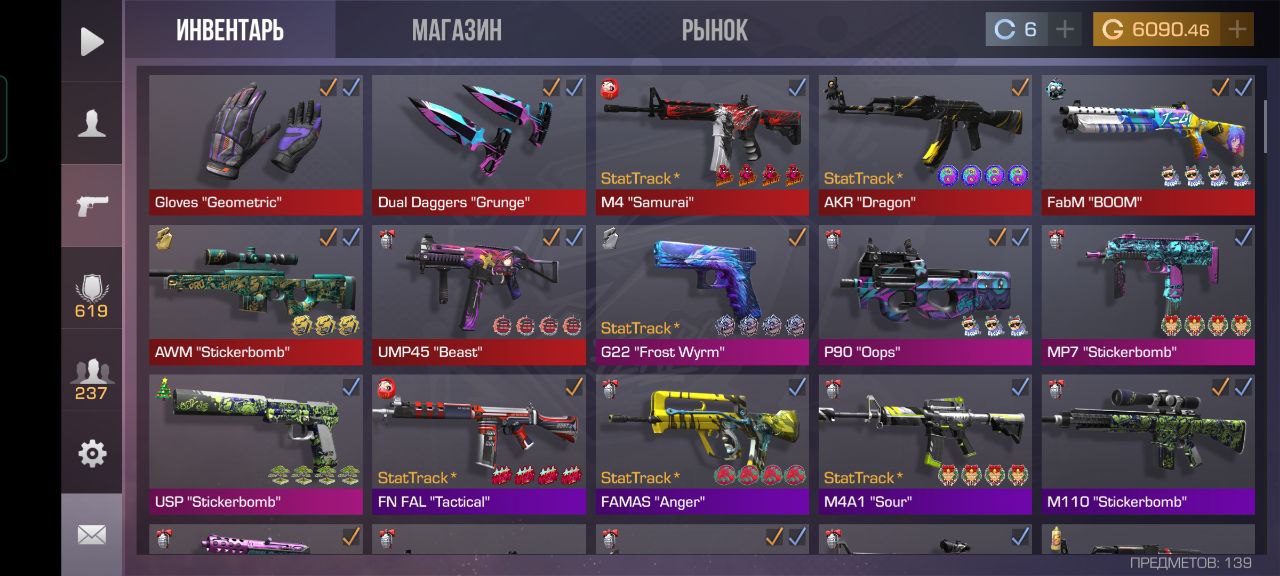 ИНВЕНТАРЬ
МАГАЗИН
РЫНОК
C 6 +
G 6090.46 +
619
237
Gloves "Geometric"
Dual Daggers "Grunge"
StatTrack*
M4 "Samurai"
StatTrack*
AKR "Dragon"
FabM "BOOM"
AWM "Stickerbomb"
UMP45 "Beast"
StatTrack*
G22 "Frost Wyrm"
P90 "Oops"
MP7 "Stickerbomb"
USP "Stickerbomb"
StatTrack*
FN FAL "Tactical"
StatTrack*
FAMAS "Anger"
StatTrack*
M4A1 "Sour"
M110 "Stickerbomb"
ПРЕДМЕТОВ: 139